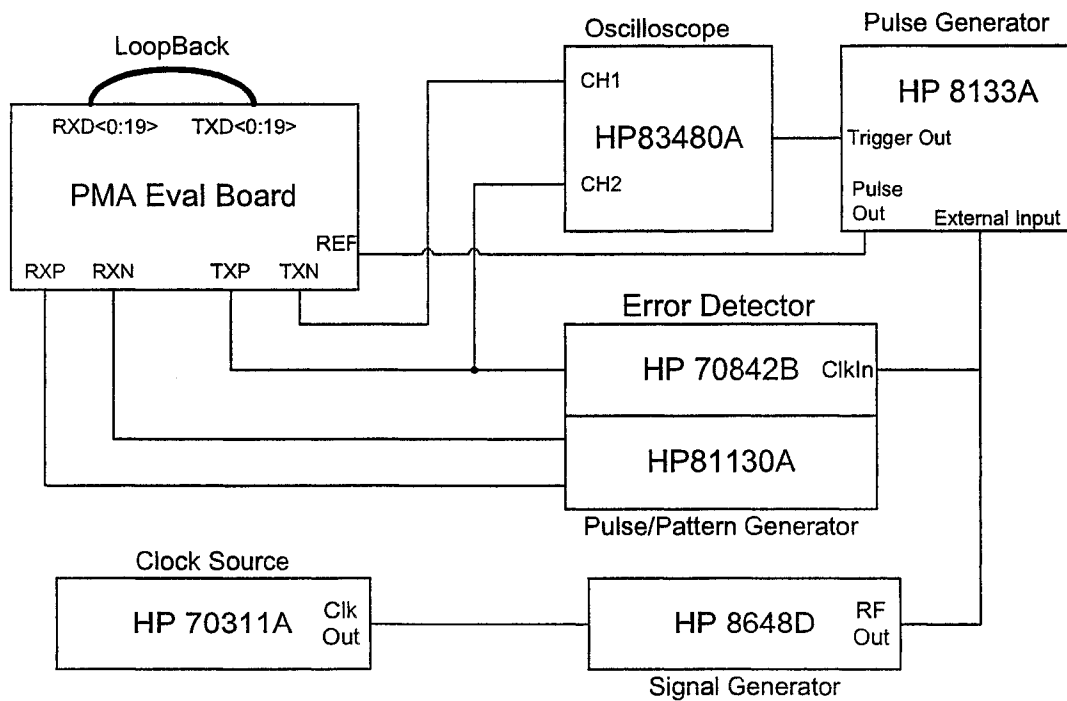 LoopBack
RXD<0:19> TXD<0:19>
PMA Eval Board
REF
RXP RXN TXP TXN
Oscilloscope
CH1
HP83480A
CH2
Pulse Generator
HP 8133A
Trigger Out
Pulse
Out
External Input
Error Detector
HP 70842B
ClkIn
HP81130A
Pulse/Pattern Generator
Clock Source
HP 70311A
Clk
Out
HP 8648D
RF
Out
Signal Generator